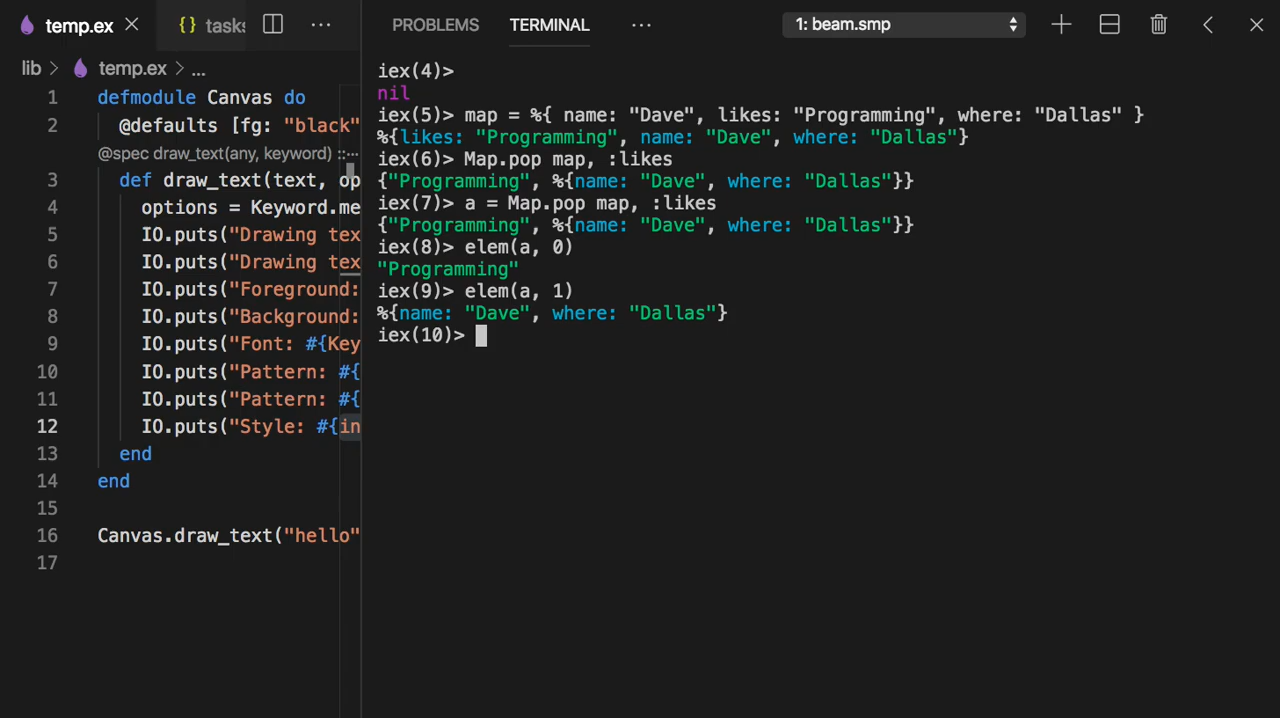 temp.ex
{} tasks
lib > temp.ex > ...
1 defmodule Canvas do
2 @defaults [fg: "black"
@spec draw_text(any, keyword) ::...
3 def draw_text(text, op
4 options = Keyword.me
5 IO.puts("Drawing tex
6 IO.puts("Drawing tex
7 IO.puts("Foreground:
8 IO.puts("Background:
9 IO.puts("Font: #{Key
10 IO.puts("Pattern: #{
11 IO.puts("Pattern: #{
12 IO.puts("Style: #{in
13 end
14 end
15
16 Canvas.draw_text("hello"
17
PROBLEMS TERMINAL ...
1: beam.smp
iex(4)>
nil
iex(5)> map = %{ name: "Dave", likes: "Programming", where: "Dallas" }
%{likes: "Programming", name: "Dave", where: "Dallas"}
iex(6)> Map.pop map, :likes
{"Programming", %{name: "Dave", where: "Dallas"}}
iex(7)> a = Map.pop map, :likes
{"Programming", %{name: "Dave", where: "Dallas"}}
iex(8)> elem(a, 0)
"Programming"
iex(9)> elem(a, 1)
%{name: "Dave", where: "Dallas"}
iex(10)>